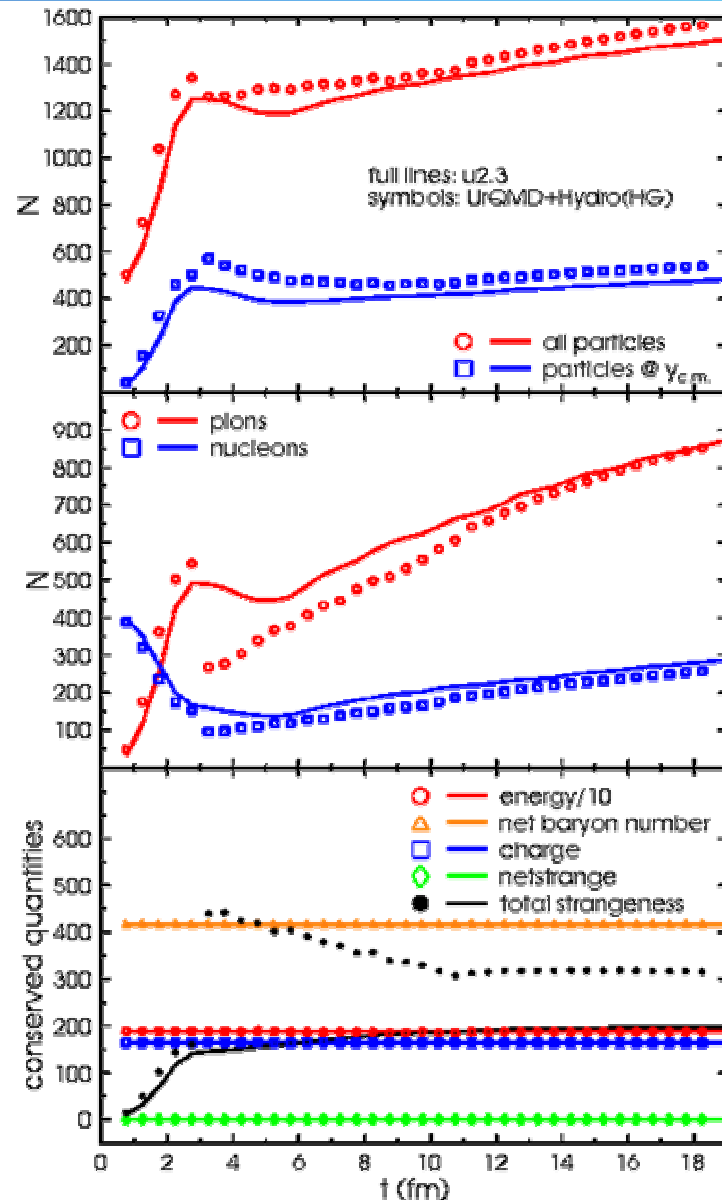 1600
1400
1200
1000
800
600
400
200
N
full lines: u2.3
symbols: UrQMD+Hydro(HG)
all particles
particles @ y_{c.m.}
900
800
700
600
500
400
300
200
100
N
pions
nucleons
600
500
400
300
200
100
0
conserved quantities
energy/10
net baryon number
charge
netstrange
total strangeness
0 2 4 6 8 10 12 14 16 18
t (fm)